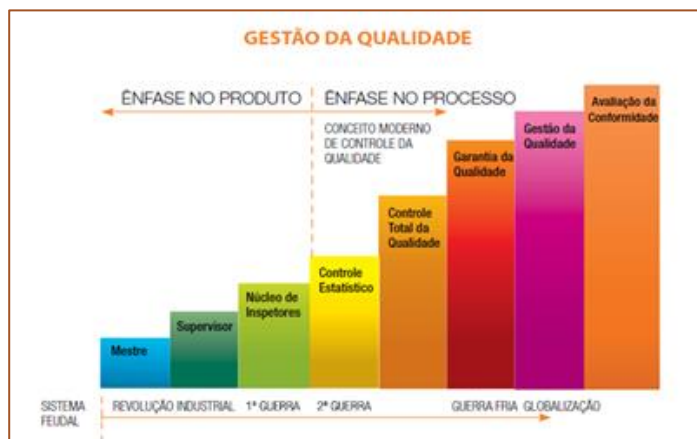 GESTÃO DA QUALIDADE
ÊNFASE NO PRODUTO
ÊNFASE NO PROCESSO
CONCEITO MODERNO
DE CONTROLE DA
QUALIDADE
Mestre
Supervisor
Núcleo de
Inspetores
Controle
Estatístico
Controle
Total da
Qualidade
Garantia da
Qualidade
Gestão da
Qualidade
Avaliação da
Conformidade
SISTEMA
FEUDAL
REVOLUÇÃO INDUSTRIAL
1ª GUERRA
2ª GUERRA
GUERRA FRIA
GLOBALIZAÇÃO